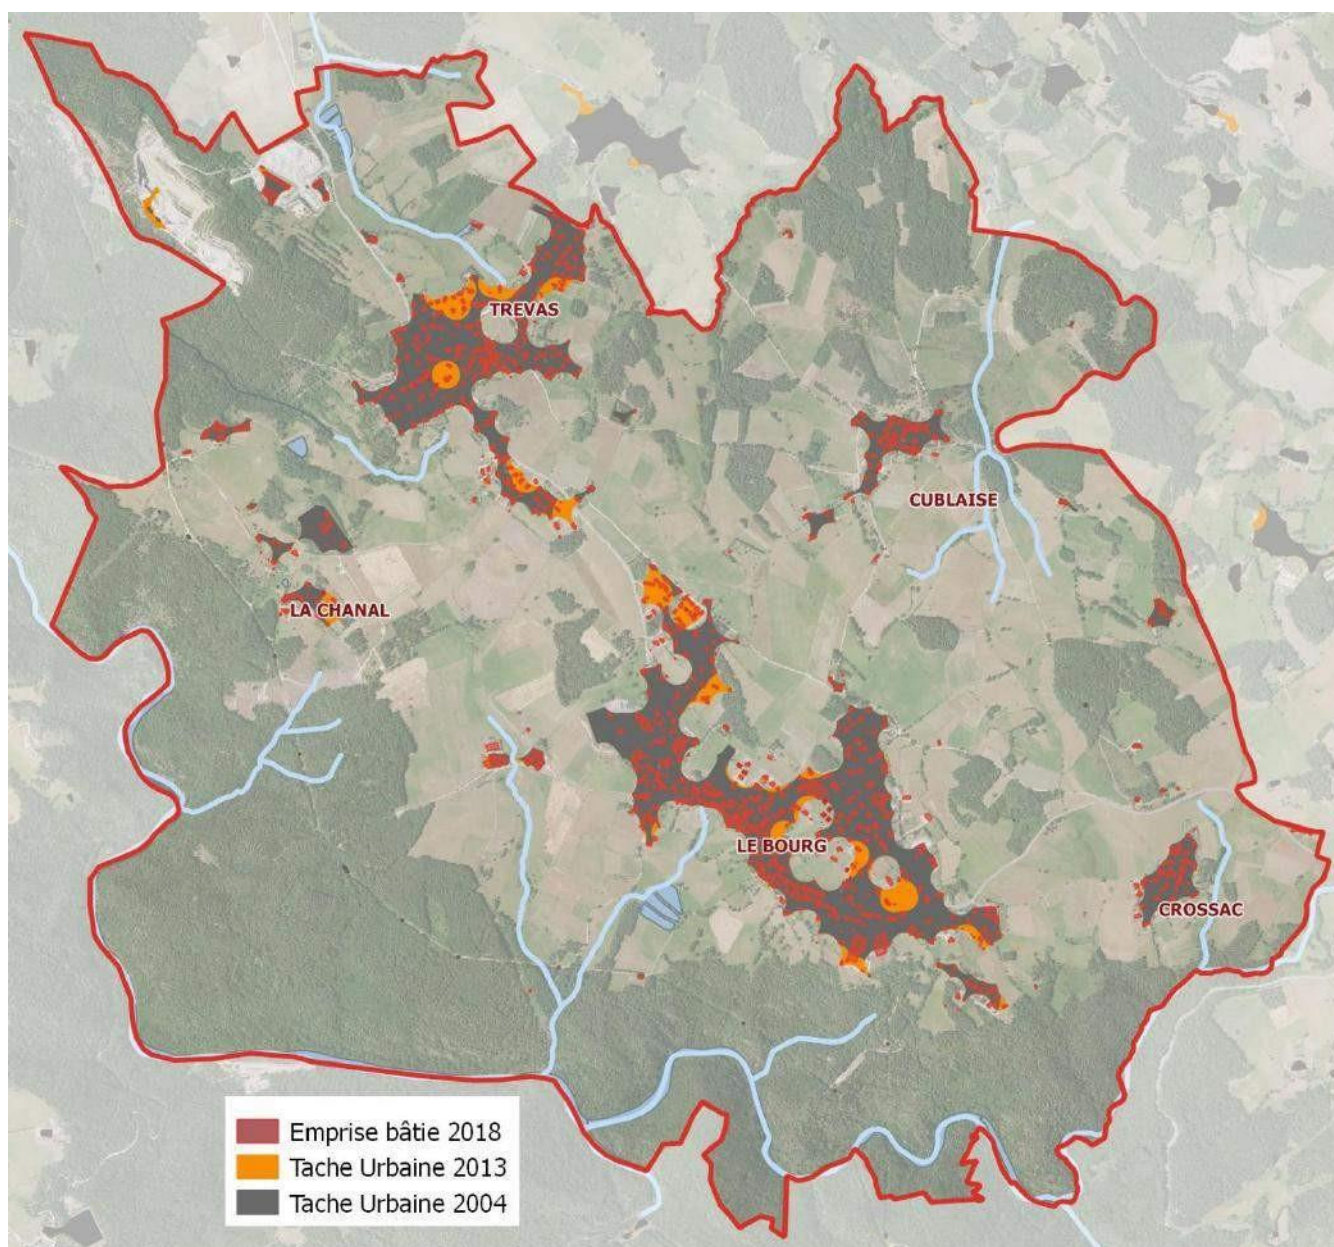 TREVAS
CUBLAISE
LA CHANAL
LE BOURG
CROSSAC
Emprise bâtie 2018
Tache Urbaine 2013
Tache Urbaine 2004